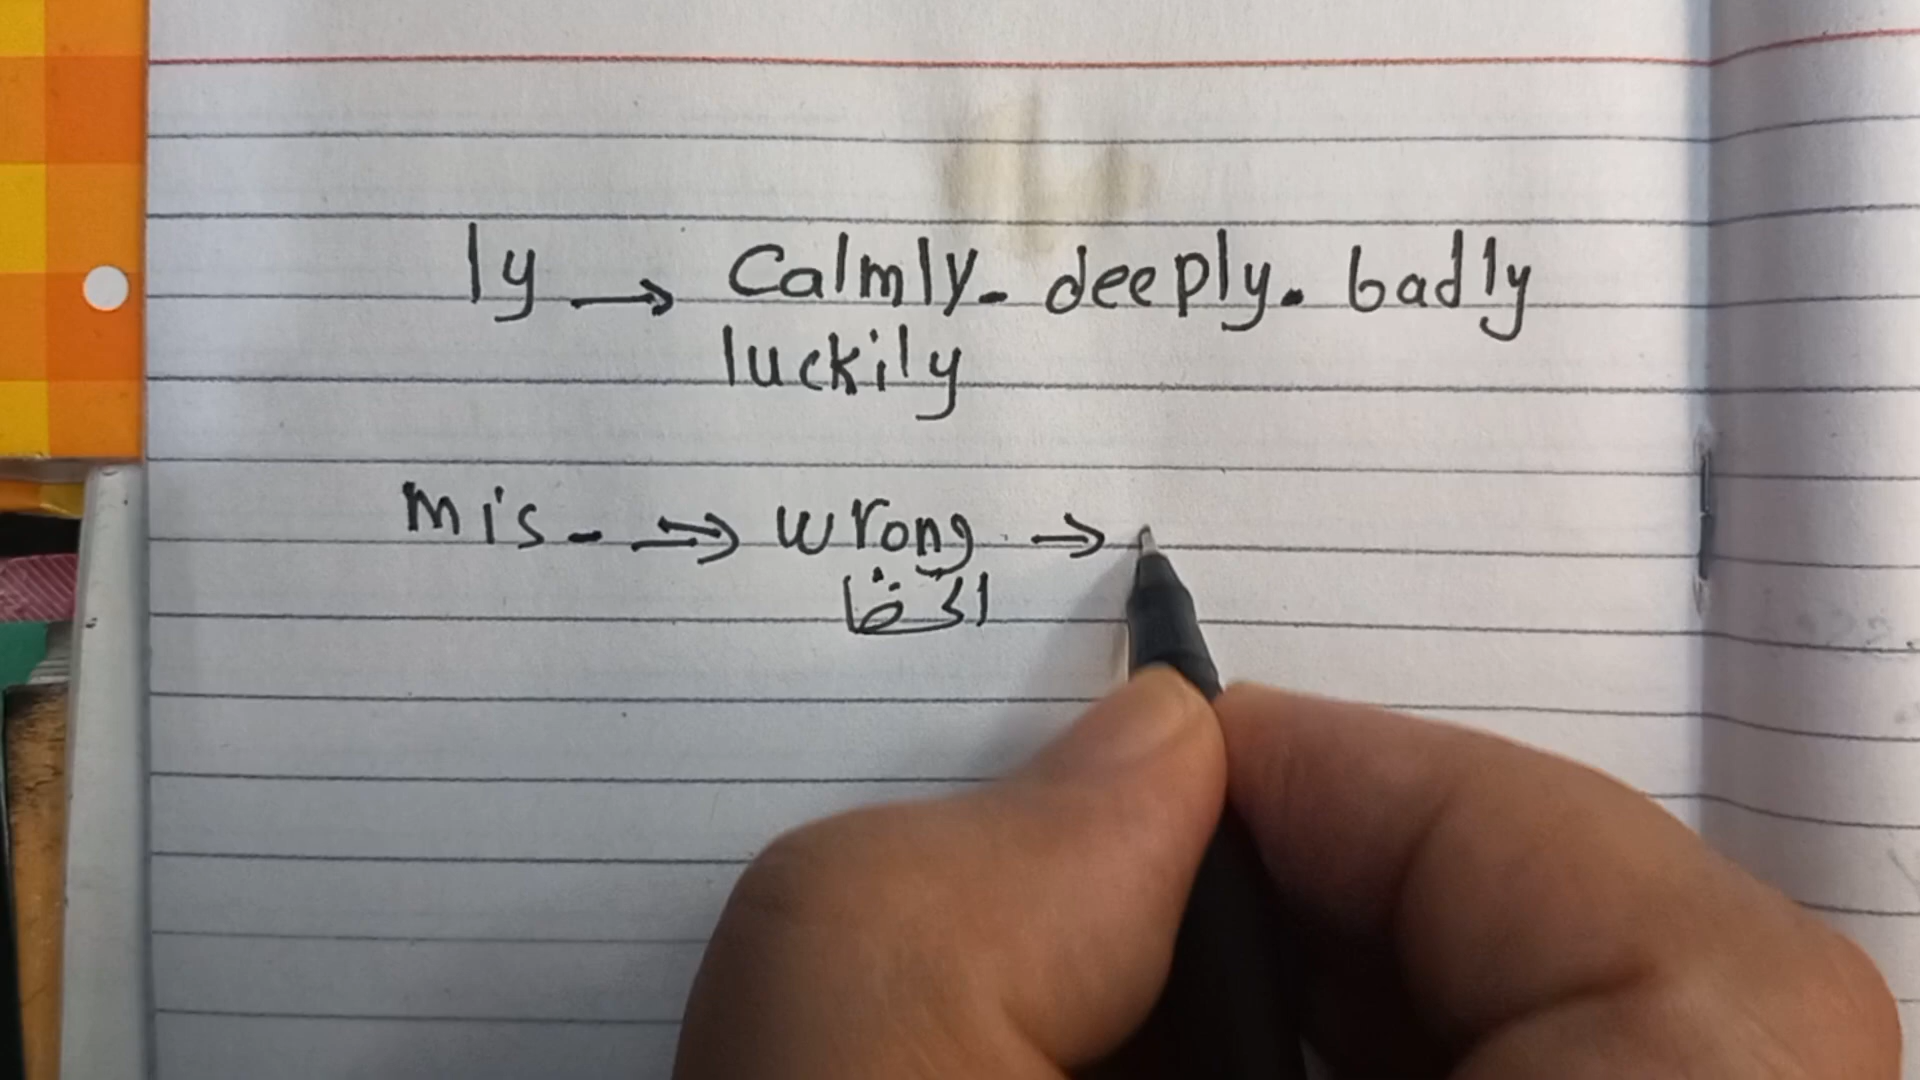 ly → Calmly - deeply - badly
luckily
mis - → wrong →
الخطأ